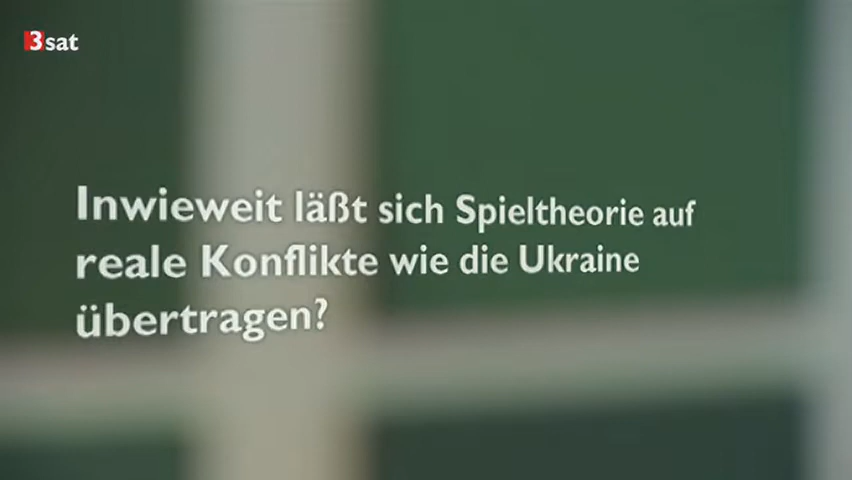 3sat
Inwieweit läßt sich Spieltheorie auf
reale Konflikte wie die Ukraine
übertragen?